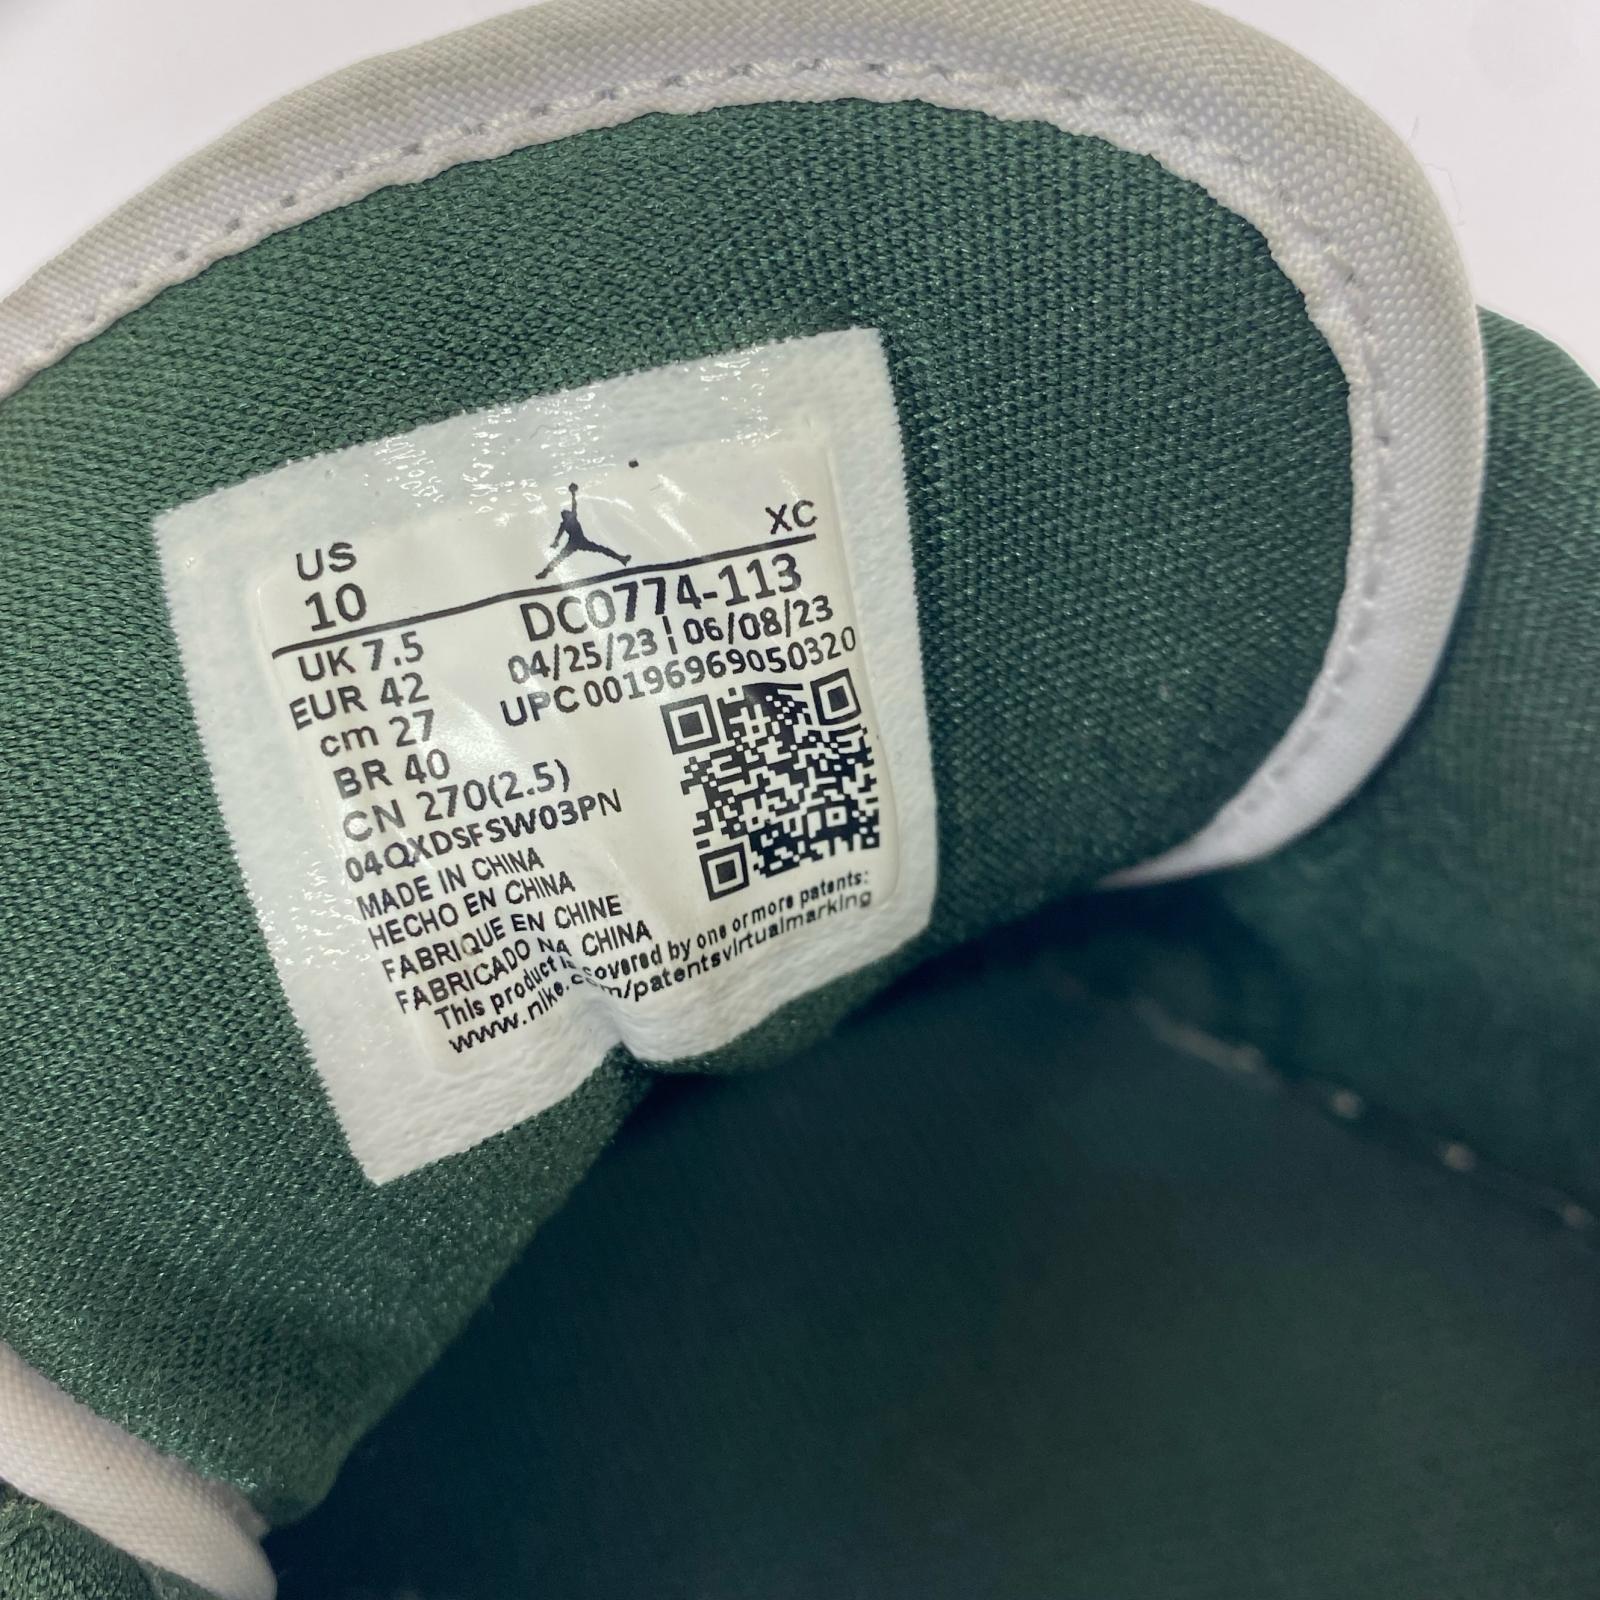 US
10
XC
UK 7.5
EUR 42
cm 27
BR 40
CN 270(2.5)
DC0774-113
04/25/23 | 06/08/23
UPC 00196969050320
04QXDSFSW03PN
MADE IN CHINA
HECHO EN CHINA
FABRIQUE EN CHINE
FABRICADO NA CHINA
This product is covered by one or more patents:
www.nike.com/patentsvirtualmarking